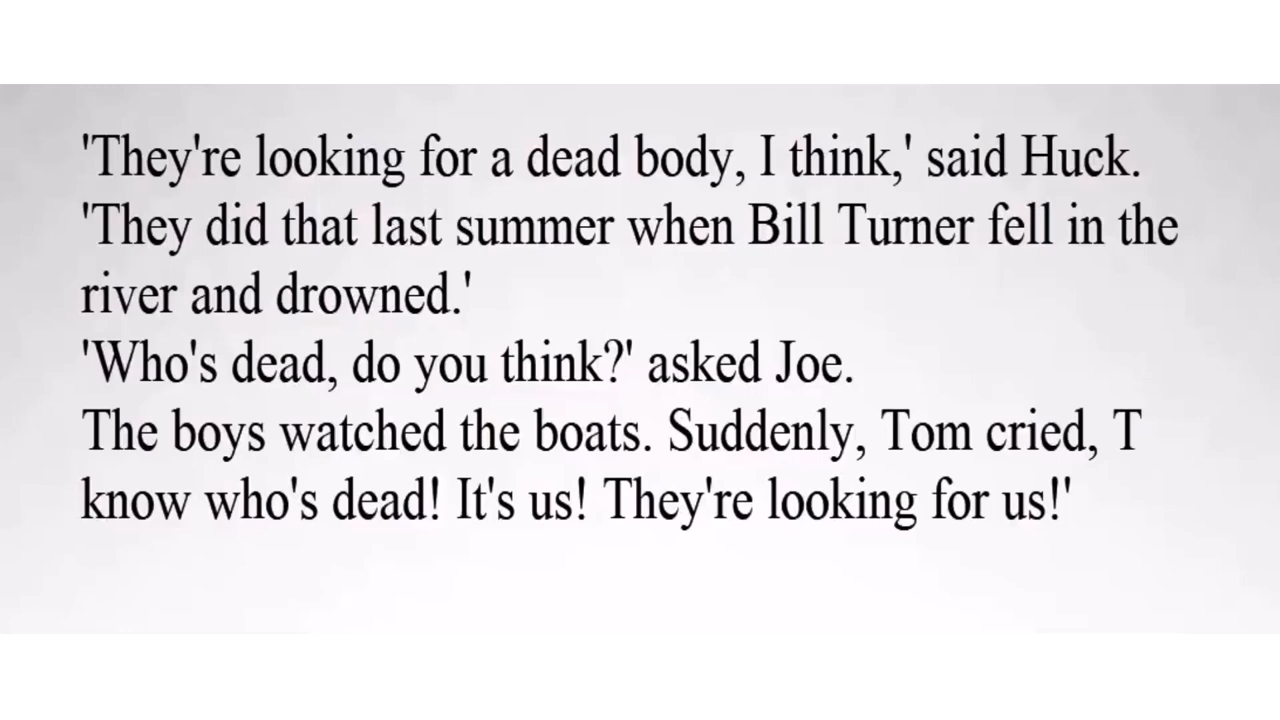 'They're looking for a dead body, I think,' said Huck.
'They did that last summer when Bill Turner fell in the
river and drowned.'
'Who's dead, do you think?' asked Joe.
The boys watched the boats. Suddenly, Tom cried, T
know who's dead! It's us! They're looking for us!'